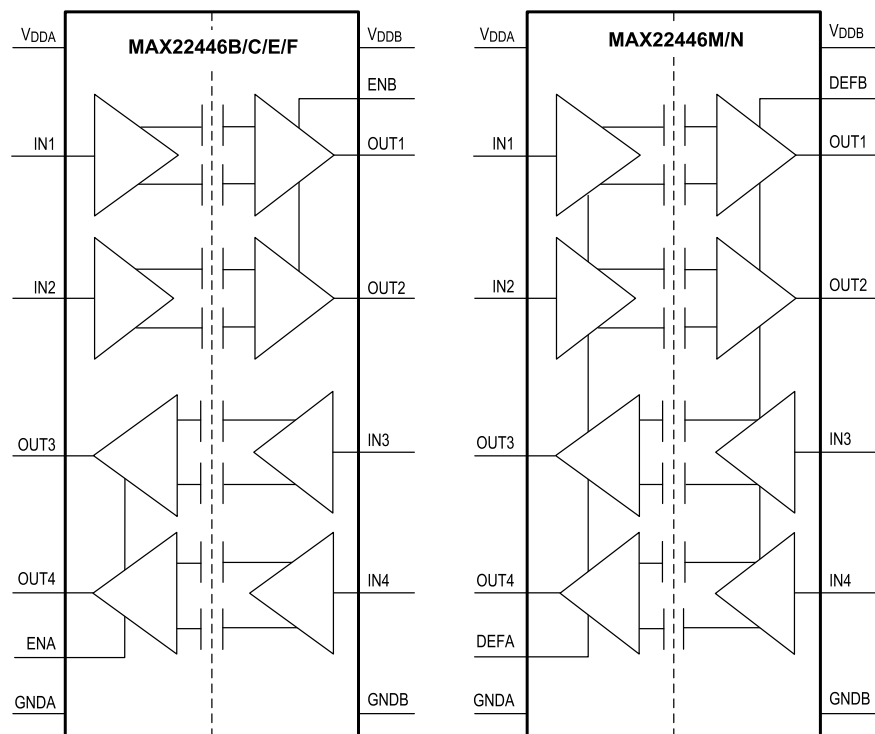 MAX22446B/C/E/F
VDDA
VDDB
ENB
IN1
OUT1
IN2
OUT2
OUT3
IN3
OUT4
IN4
ENA
GNDA
GNDB
MAX22446M/N
VDDA
VDDB
DEFB
IN1
OUT1
IN2
OUT2
OUT3
IN3
OUT4
IN4
DEFA
GNDA
GNDB